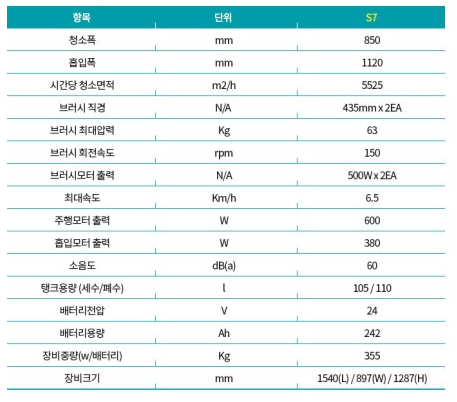 항목 단위 S7
청소폭 mm 850
흡입폭 mm 1120
시간당 청소면적 m2/h 5525
브러시 직경 N/A 435mm x 2EA
브러시 최대압력 Kg 63
브러시 회전속도 rpm 150
브러시모터 출력 N/A 500W x 2EA
최대속도 Km/h 6.5
주행모터 출력 W 600
흡입모터 출력 W 380
소음도 dB(a) 60
탱크용량 (세수/폐수) l 105 / 110
배터리전압 V 24
배터리용량 Ah 242
장비중량(w/배터리) Kg 355
장비크기 mm 1540(L) / 897(W) / 1287(H)